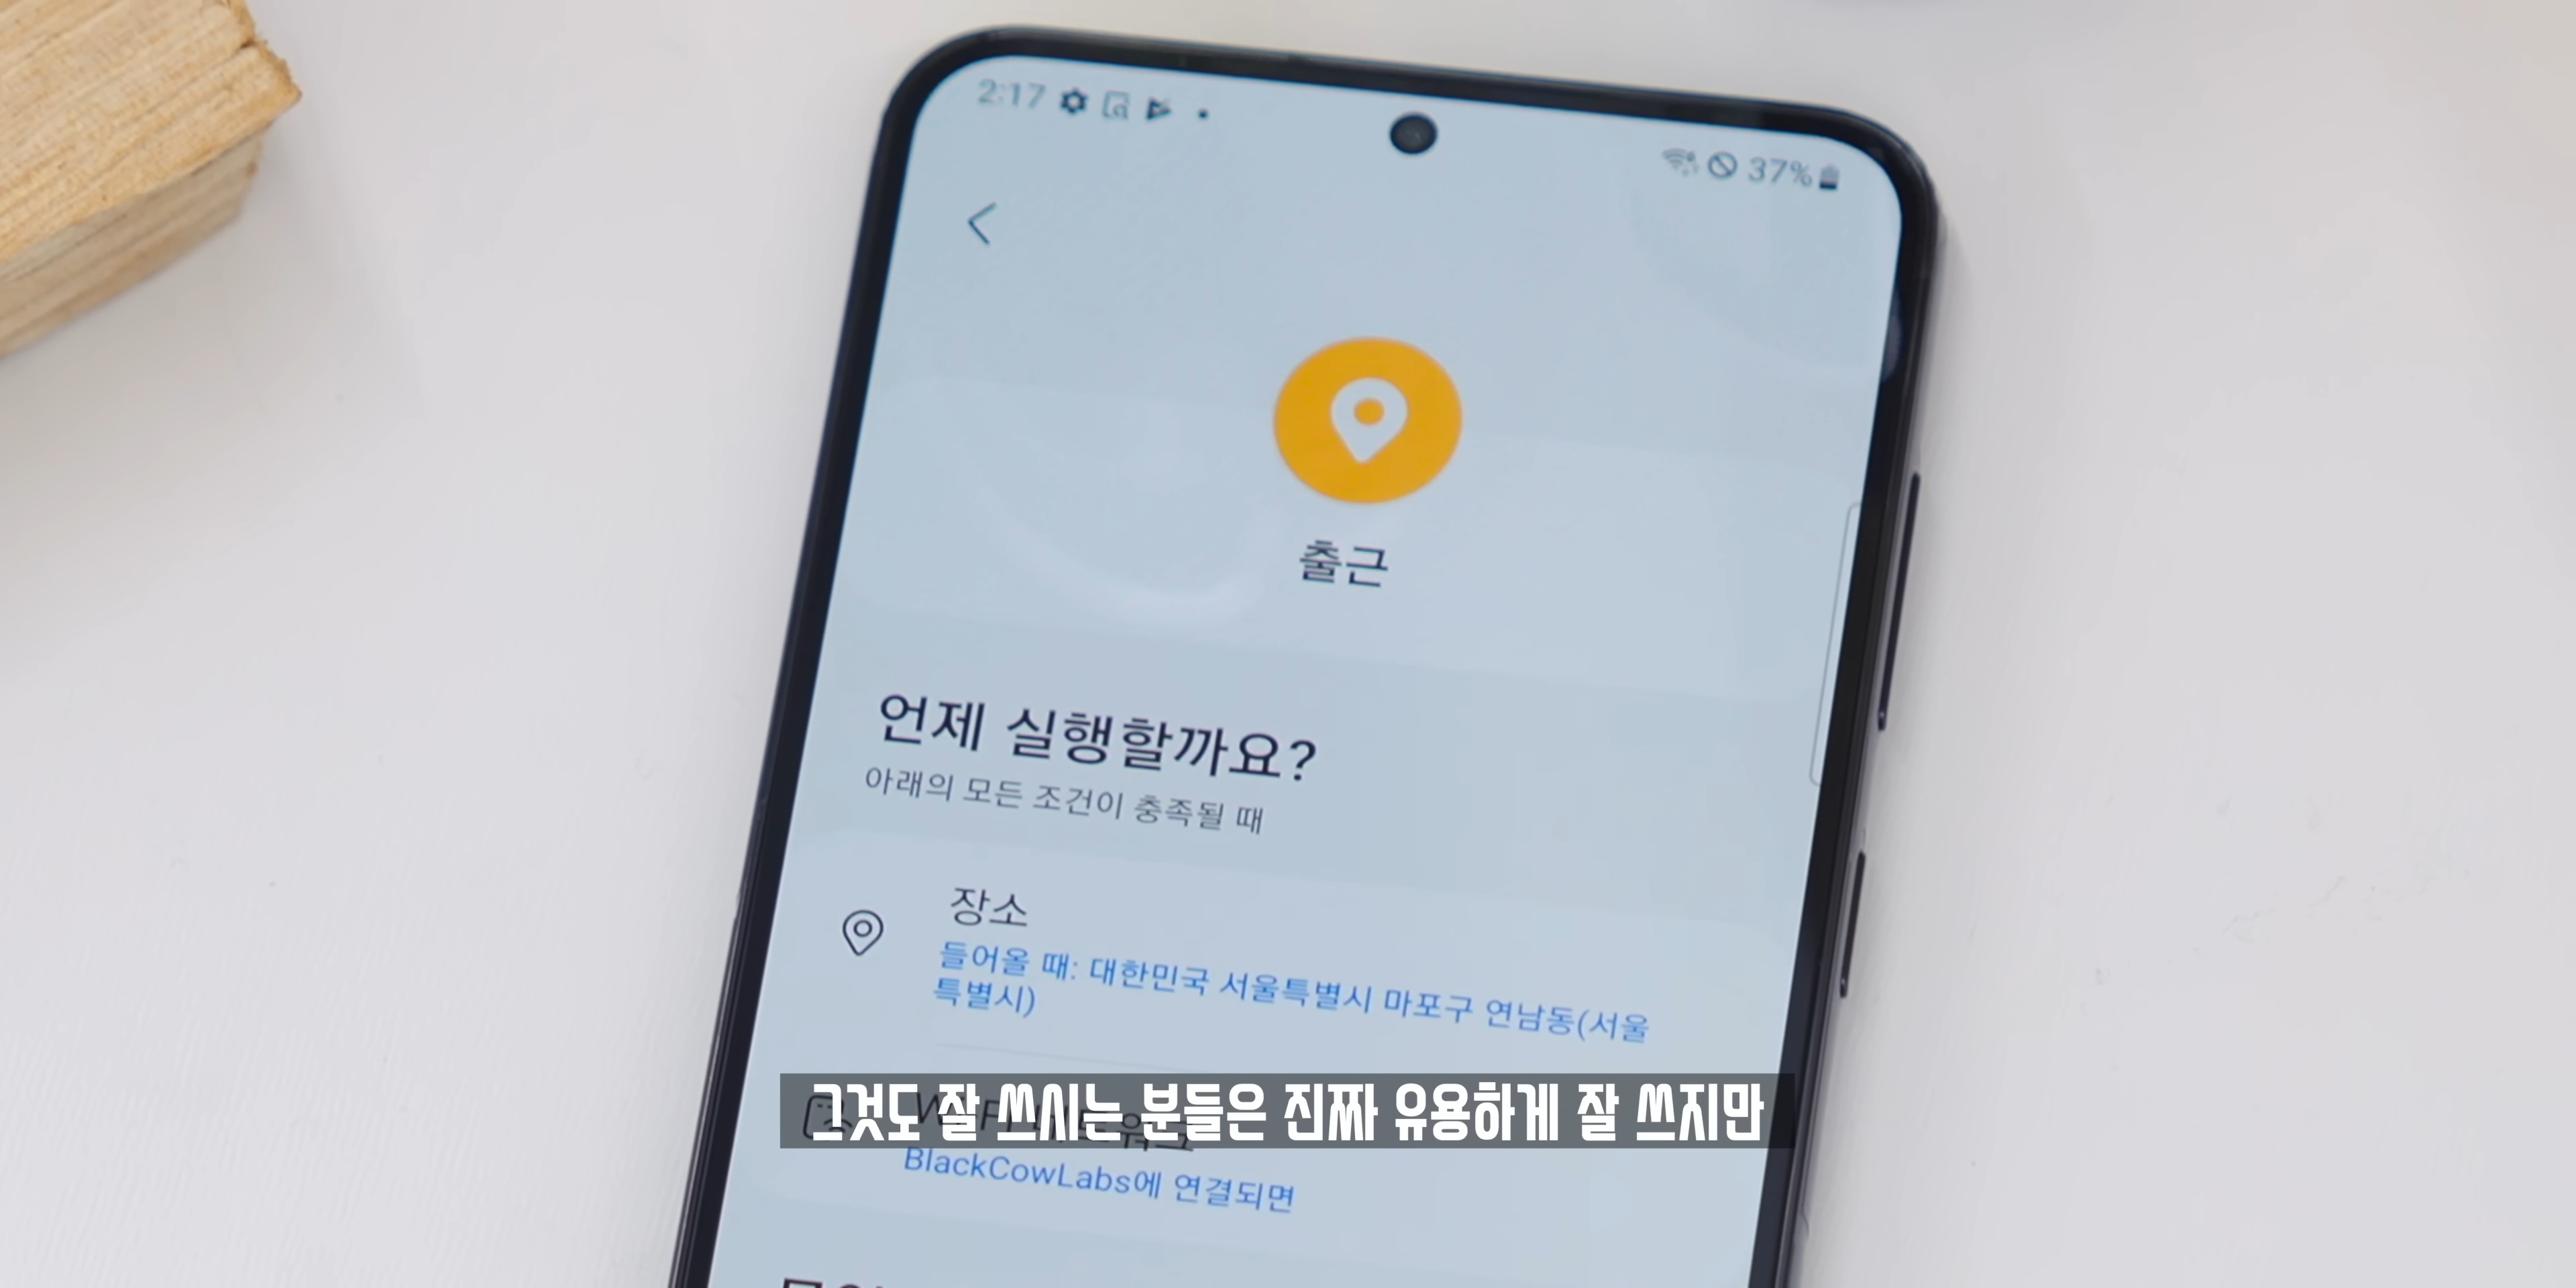 2:17
37%
출근
언제 실행할까요?
아래의 모든 조건이 충족될 때
장소
들어올 때: 대한민국 서울특별시 마포구 연남동(서울
특별시)
그것도 잘 쓰시는 분들은 진짜 유용하게 잘 쓰지만
BlackCowLabs에 연결되면